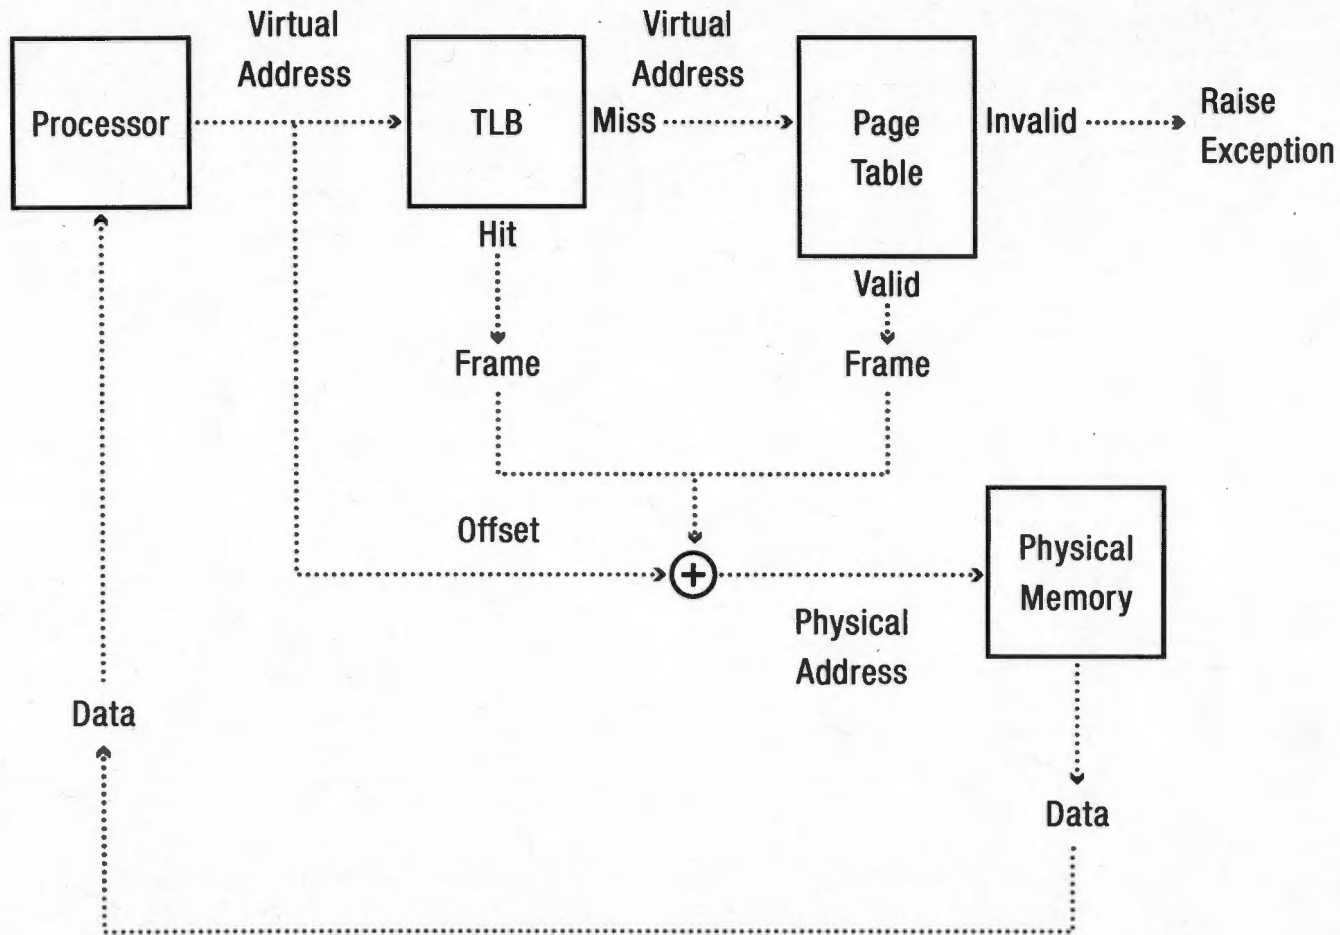 Virtual
Address
Virtual
Address
Processor
TLB
Miss
Page
Table
Invalid
Raise
Exception
Hit
Valid
Frame
Frame
Offset
Physical
Memory
Physical
Address
Data
Data